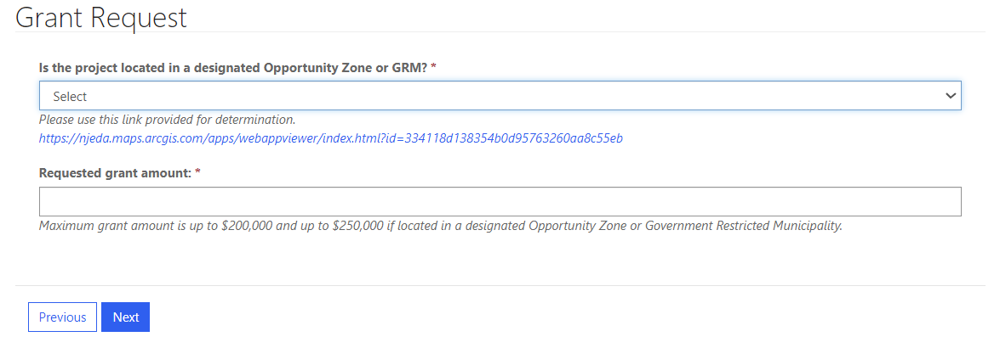 Grant Request
Is the project located in a designated Opportunity Zone or GRM? *
Select
Please use this link provided for determination.
https://njeda.maps.arcgis.com/apps/webappviewer/index.html?id=334118d138354b0d95763260aa8c55eb
Requested grant amount: *
Maximum grant amount is up to $200,000 and up to $250,000 if located in a designated Opportunity Zone or Government Restricted Municipality.
Previous Next